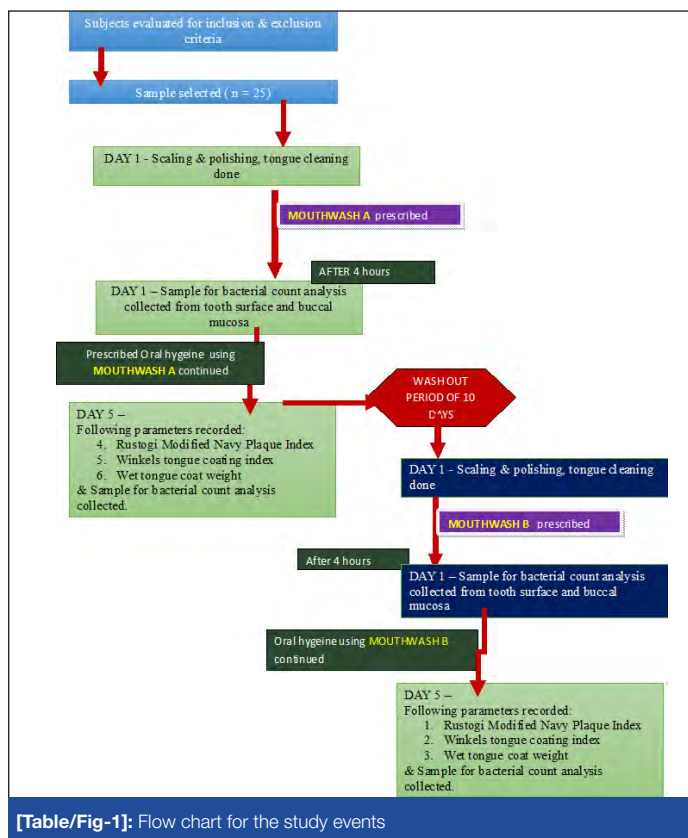 Subjects evaluated for inclusion & exclusion
criteria
Sample selected ( n = 25)
DAY 1 - Scaling & polishing, tongue cleaning
done
MOUTHWASH A prescribed
AFTER 4 hours
DAY 1 – Sample for bacterial count analysis
collected from tooth surface and buccal
mucosa
Prescribed Oral hygeine using
MOUTHWASH A continued
WASH OUT
PERIOD OF 10
DAYS
DAY 5 –
Following parameters recorded:
4. Rustogi Modified Navy Plaque Index
5. Winkels tongue coating index
6. Wet tongue coat weight
& Sample for bacterial count analysis
collected.
DAY 1 - Scaling & polishing, tongue cleaning
done
MOUTHWASH B prescribed
After 4 hours
DAY 1 – Sample for bacterial count analysis
collected from tooth surface and buccal
mucosa
Oral hygeine using MOUTHWASH B
continued
DAY 5 –
Following parameters recorded:
1. Rustogi Modified Navy Plaque Index
2. Winkels tongue coating index
3. Wet tongue coat weight
& Sample for bacterial count analysis
collected.
[Table/Fig-1]: Flow chart for the study events